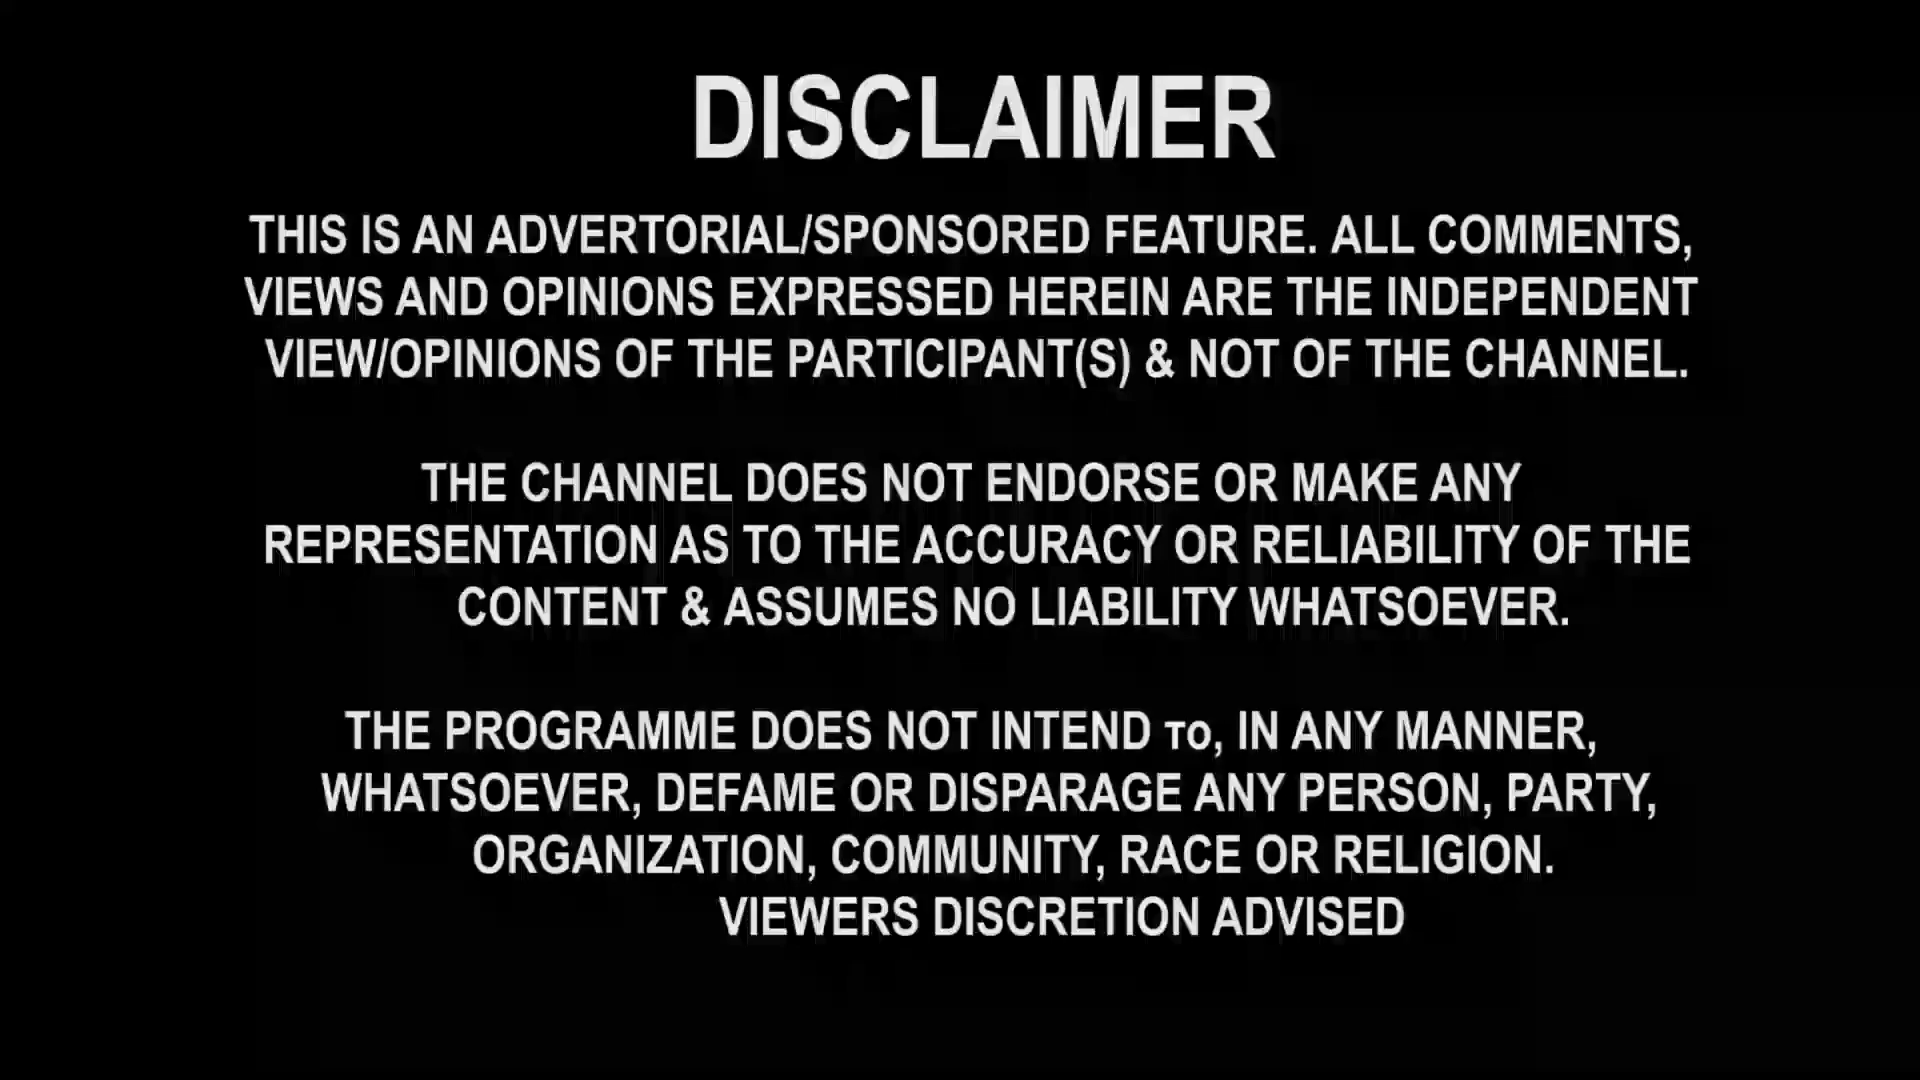 DISCLAIMER
THIS IS AN ADVERTORIAL/SPONSORED FEATURE. ALL COMMENTS,
VIEWS AND OPINIONS EXPRESSED HEREIN ARE THE INDEPENDENT
VIEW/OPINIONS OF THE PARTICIPANT(S) & NOT OF THE CHANNEL.
THE CHANNEL DOES NOT ENDORSE OR MAKE ANY
REPRESENTATION AS TO THE ACCURACY OR RELIABILITY OF THE
CONTENT & ASSUMES NO LIABILITY WHATSOEVER.
THE PROGRAMME DOES NOT INTEND TO, IN ANY MANNER,
WHATSOEVER, DEFAME OR DISPARAGE ANY PERSON, PARTY,
ORGANIZATION, COMMUNITY, RACE OR RELIGION.
VIEWERS DISCRETION ADVISED